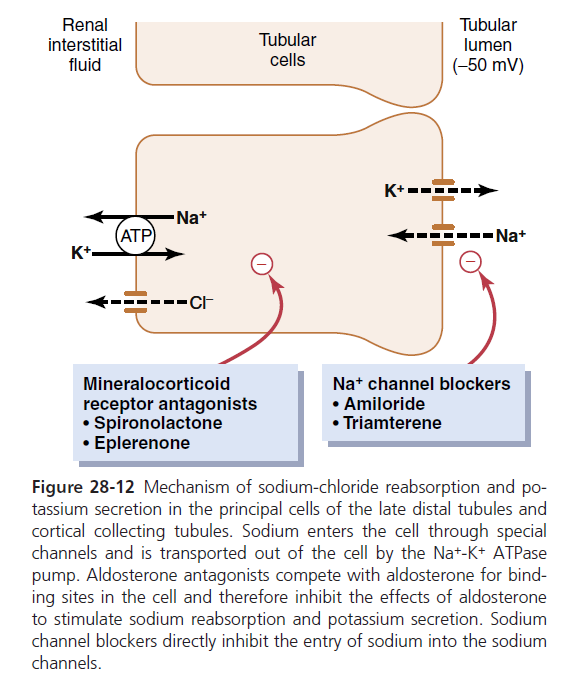 Renal
interstitial
fluid
Tubular
cells
Tubular
lumen
(–50 mV)
K+
Na+
ATP
Na+
K+
–
–
Cl–
Mineralocorticoid
receptor antagonists
• Spironolactone
• Eplerenone
Na+ channel blockers
• Amiloride
• Triamterene
Figure 28-12 Mechanism of sodium-chloride reabsorption and po-
tassium secretion in the principal cells of the late distal tubules and
cortical collecting tubules. Sodium enters the cell through special
channels and is transported out of the cell by the Na+-K+ ATPase
pump. Aldosterone antagonists compete with aldosterone for bind-
ing sites in the cell and therefore inhibit the effects of aldosterone
to stimulate sodium reabsorption and potassium secretion. Sodium
channel blockers directly inhibit the entry of sodium into the sodium
channels.